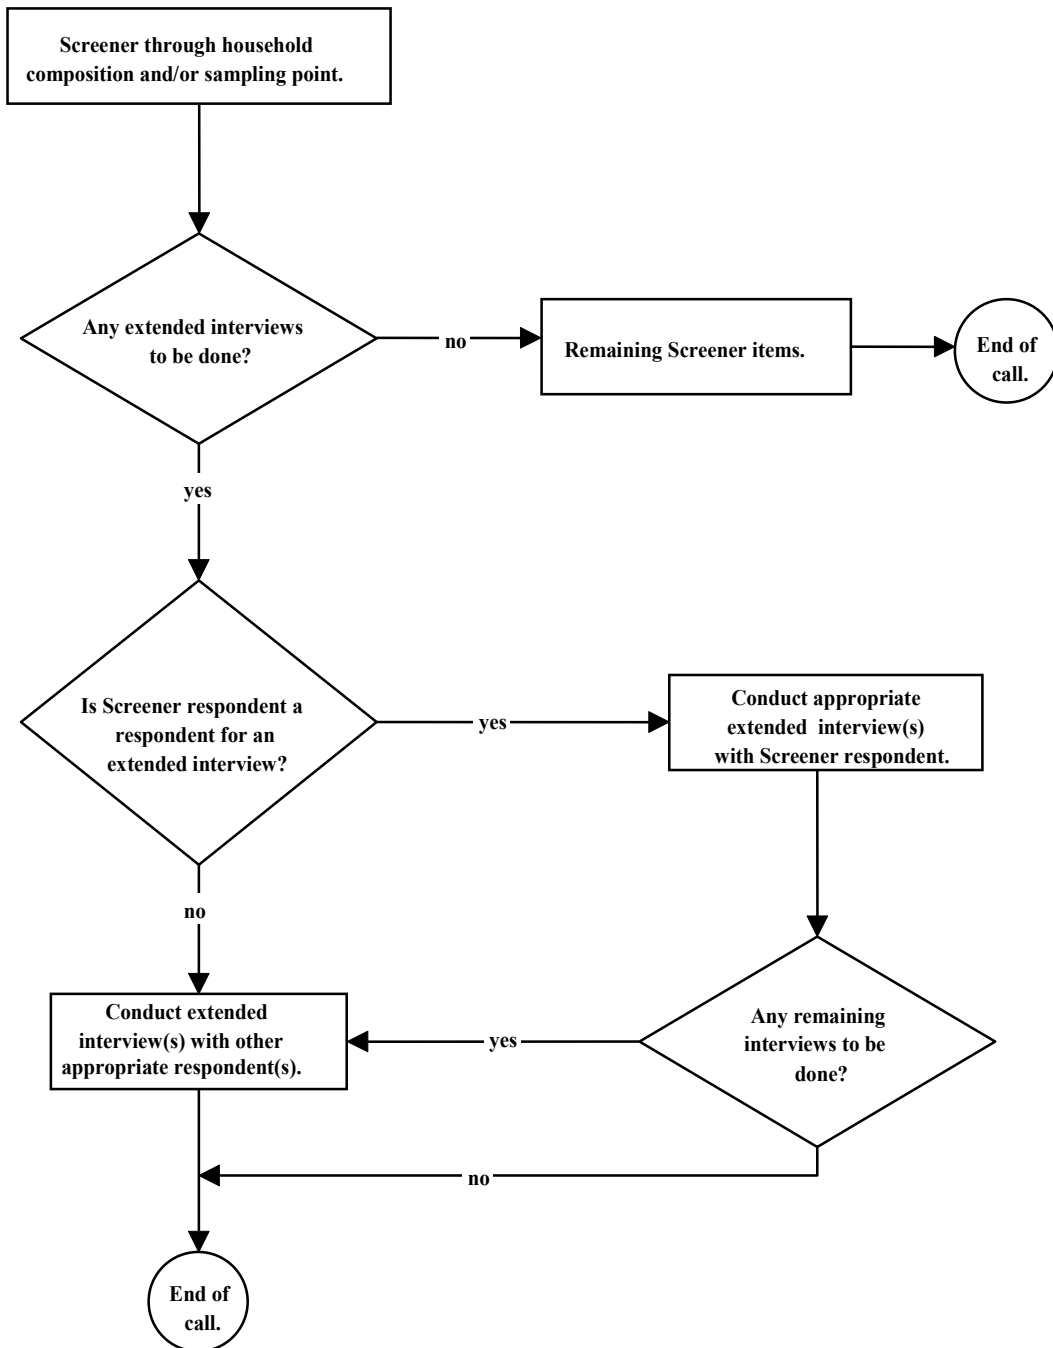 Screener through household
composition and/or sampling point.
Any extended interviews
to be done?
no
Remaining Screener items.
End of
call.
yes
Is Screener respondent a
respondent for an
extended interview?
yes
Conduct appropriate
extended interview(s)
with Screener respondent.
no
Conduct extended
interview(s) with other
appropriate respondent(s).
yes
Any remaining
interviews to be
done?
no
End of
call.